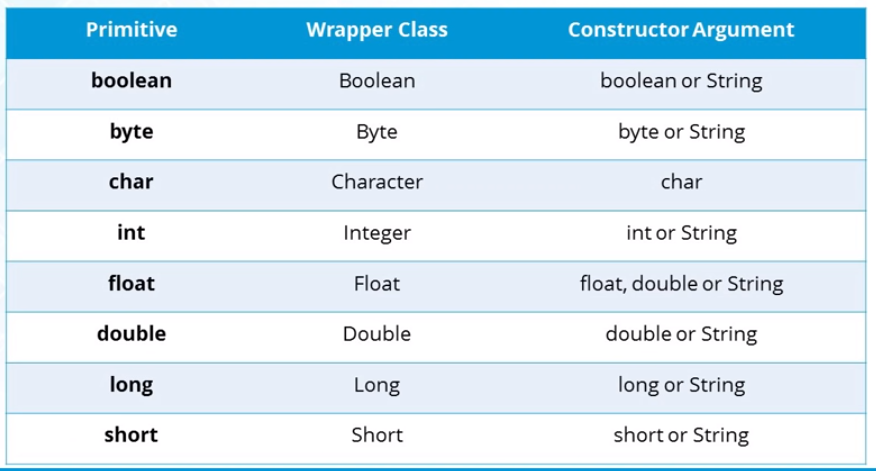 Primitive Wrapper Class Constructor Argument
boolean Boolean boolean or String
byte Byte byte or String
char Character char
int Integer int or String
float Float float, double or String
double Double double or String
long Long long or String
short Short short or String